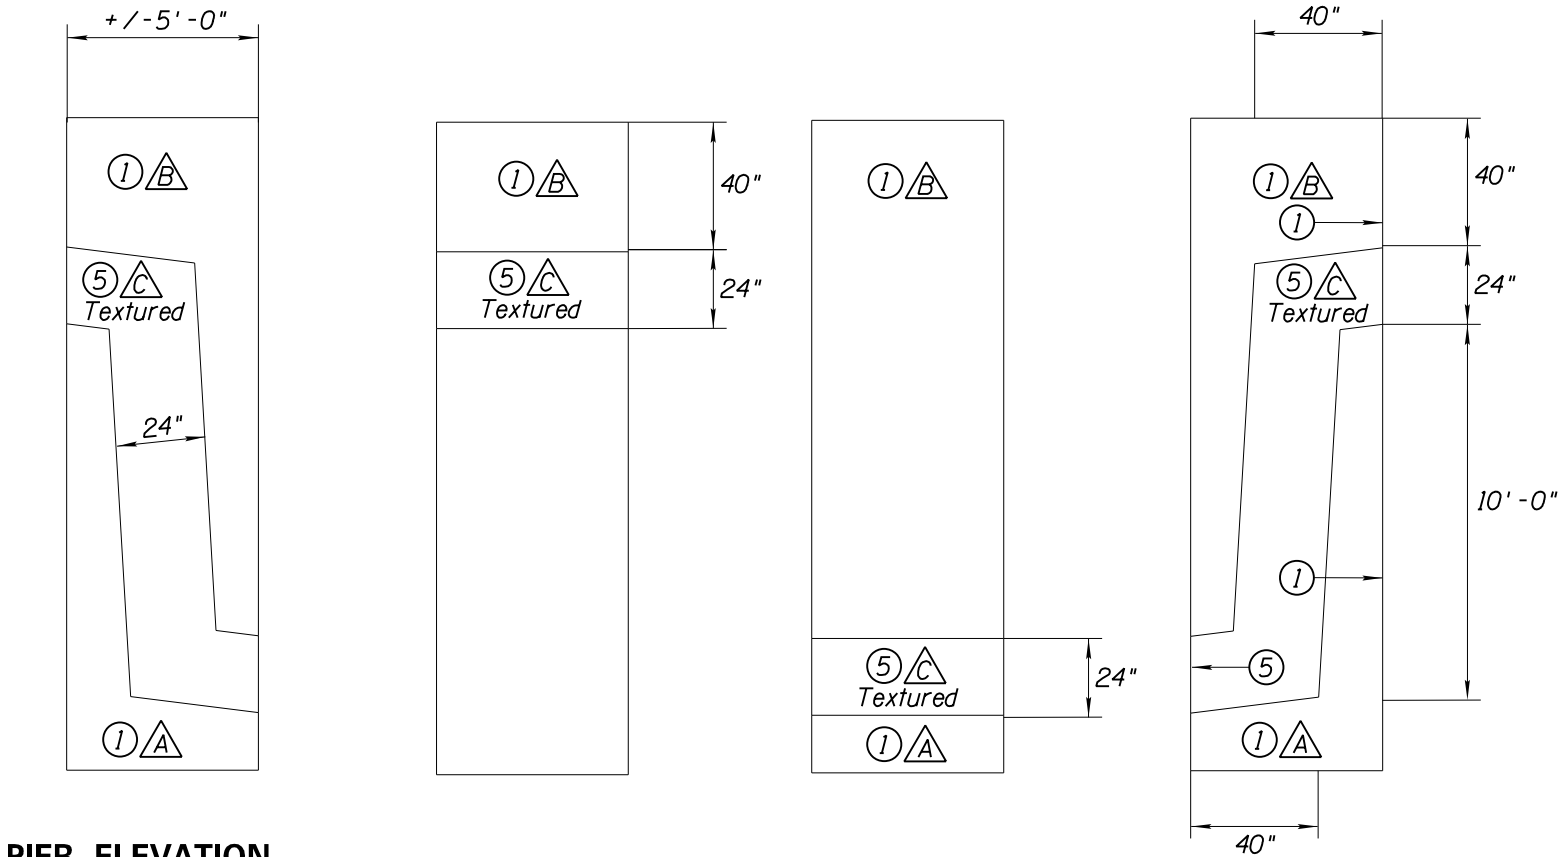 +/-5'-0"
1 B
5 C
Textured
24"
1 A
1 B
40"
5 C
Textured
24"
1 B
5 C
Textured
24"
1 A
40"
1 B
40"
1
5 C
Textured
24"
10'-0"
1
5
1 A
40"
PIER ELEVATION